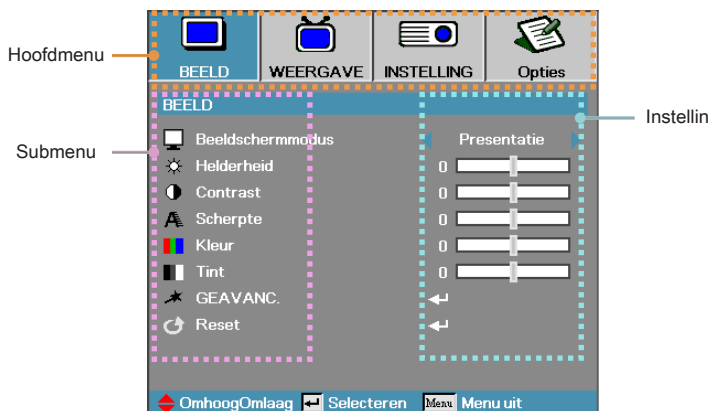 Hoofdmenu
BEELD WEERGAVE INSTELLING Opties
BEELD
Instellin
Submenu
Beeldschermmodus Presentatie
Helderheid 0
Contrast 0
Scherpte 0
Kleur 0
Tint 0
GEAVANC.
Reset
OmhoogOmlaag Selecteren Menu Menu uit